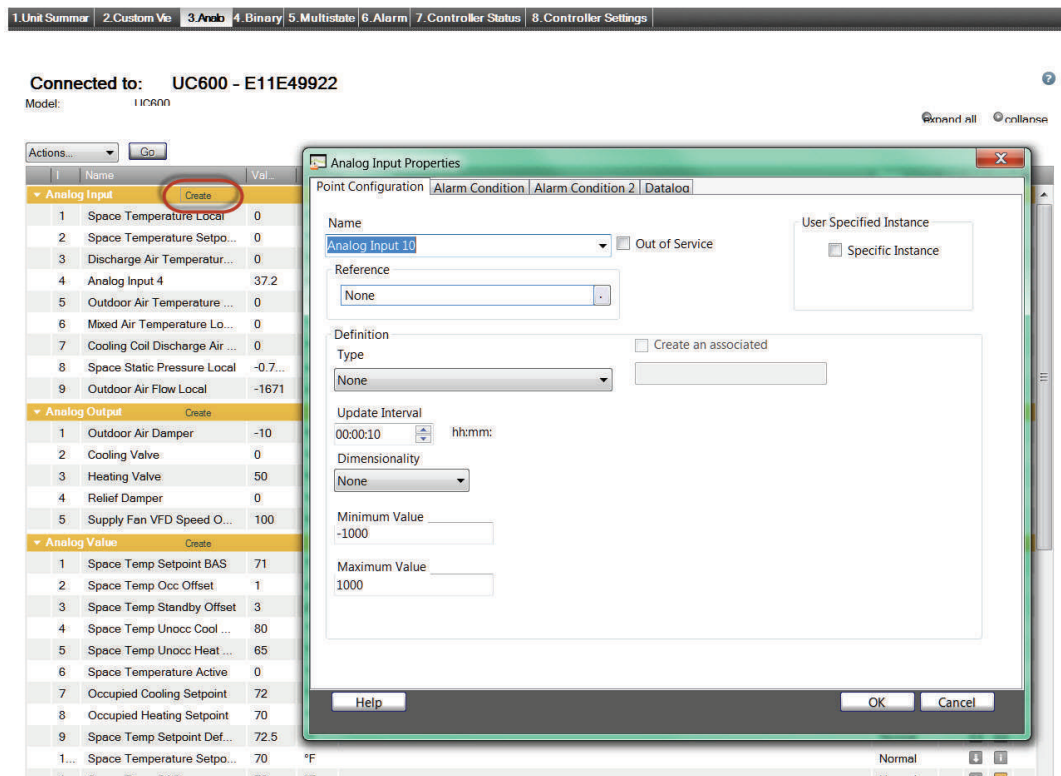 1.Unit Summar 2.Custom Vie 3.Analo 4.Binary 5.Multistate 6.Alarm 7.Controller Status 8.Controller Settings
Connected to: UC600 - E11E49922
Model: UC600
expand all collapse
Actions... Go
I Name Val...
Analog Input Create
1 Space Temperature Local 0
2 Space Temperature Setpo... 0
3 Discharge Air Temperatur... 0
4 Analog Input 4 37.2
5 Outdoor Air Temperature ... 0
6 Mixed Air Temperature Lo... 0
7 Cooling Coil Discharge Air ... 0
8 Space Static Pressure Local -0.7...
9 Outdoor Air Flow Local -1671
Analog Output Create
1 Outdoor Air Damper -10
2 Cooling Valve 0
3 Heating Valve 50
4 Relief Damper 0
5 Supply Fan VFD Speed O... 100
Analog Value Create
1 Space Temp Setpoint BAS 71
2 Space Temp Occ Offset 1
3 Space Temp Standby Offset 3
4 Space Temp Unocc Cool ... 80
5 Space Temp Unocc Heat ... 65
6 Space Temperature Active 0
7 Occupied Cooling Setpoint 72
8 Occupied Heating Setpoint 70
9 Space Temp Setpoint Def... 72.5
1... Space Temperature Setpo... 70 °F Normal
Analog Input Properties
Point Configuration Alarm Condition Alarm Condition 2 Datalog
Name
Analog Input 10 Out of Service
User Specified Instance
Specific Instance
Reference
None .
Definition
Type
None
Create an associated
Update Interval
00:00:10 hh:mm:
Dimensionality
None
Minimum Value
-1000
Maximum Value
1000
Help OK Cancel